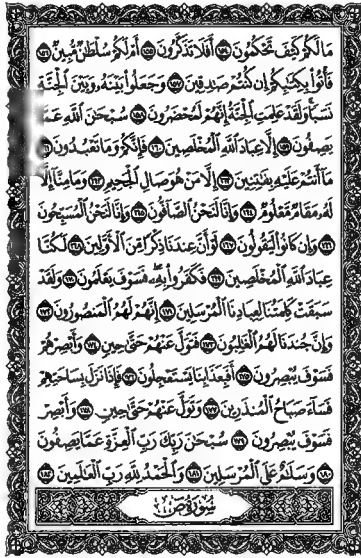 مَا لَكُمْ كَيْفَ تَحْكُمُونَ ١٥٤ أَفَلَا تَذَكَّرُونَ ١٥٥ أَمْ لَكُمْ سُلْطَانٌ مُبِينٌ ١٥٦
فَأْتُوا بِكِتَابِكُمْ إِنْ كُنْتُمْ صَادِقِينَ ١٥٧ وَجَعَلُوا بَيْنَهُ وَبَيْنَ الْجِنَّةِ
نَسَبًا وَلَقَدْ عَلِمَتِ الْجِنَّةُ إِنَّهُمْ لَمُحْضَرُونَ ١٥٨ سُبْحَنَ اللَّهِ عَمَّا
يَصِفُونَ ١٥٩ إِلَّا عِبَادَ اللَّهِ الْمُخْلَصِينَ ١٦٠ فَإِنَّكُمْ وَمَا تَعْبُدُونَ ١٦١
مَا أَنْتُمْ عَلَيْهِ بِفَاتِنِينَ ١٦٢ إِلَّا مَنْ هُوَ صَالِ الْجَحِيمِ ١٦٣ وَمَا مِنَّا إِلَّا
لَهُ مَقَامٌ مَعْلُومٌ ١٦٤ وَإِنَّا لَنَحْنُ الصَّافُّونَ ١٦٥ وَإِنَّا لَنَحْنُ الْمُسَبِّحُونَ
١٦٦ وَإِنْ كَانُوا لَيَقُولُونَ ١٦٧ لَوْ أَنَّ عِنْدَنَا ذِكْرًا مِنَ الْأَوَّلِينَ ١٦٨ لَكُنَّا
عِبَادَ اللَّهِ الْمُخْلَصِينَ ١٦٩ فَكَفَرُوا بِهِ فَسَوْفَ يَعْلَمُونَ ١٧٠ وَلَقَدْ
سَبَقَتْ كَلِمَتُنَا لِعِبَادِنَا الْمُرْسَلِينَ ١٧١ إِنَّهُمْ لَهُمُ الْمَنْصُورُونَ ١٧٢
وَإِنَّ جُنْدَنَا لَهُمُ الْغَالِبُونَ ١٧٣ فَتَوَلَّ عَنْهُمْ حَتَّى حِينٍ ١٧٤ وَأَبْصِرْهُمْ
فَسَوْفَ يُبْصِرُونَ ١٧٥ أَفَبِعَذَابِنَا يَسْتَعْجِلُونَ ١٧٦ فَإِذَا نَزَلَ بِسَاحَتِهِمْ
فَسَاءَ صَبَاحُ الْمُنْذَرِينَ ١٧٧ وَتَوَلَّ عَنْهُمْ حَتَّى حِينٍ ١٧٨ وَأَبْصِرْ
فَسَوْفَ يُبْصِرُونَ ١٧٩ سُبْحَنَ رَبِّكَ رَبِّ الْعِزَّةِ عَمَّا يَصِفُونَ
١٨٠ وَسَلَامٌ عَلَى الْمُرْسَلِينَ ١٨١ وَالْحَمْدُ لِلَّهِ رَبِّ الْعَالَمِينَ ١٨٢
سُورَةُ ص